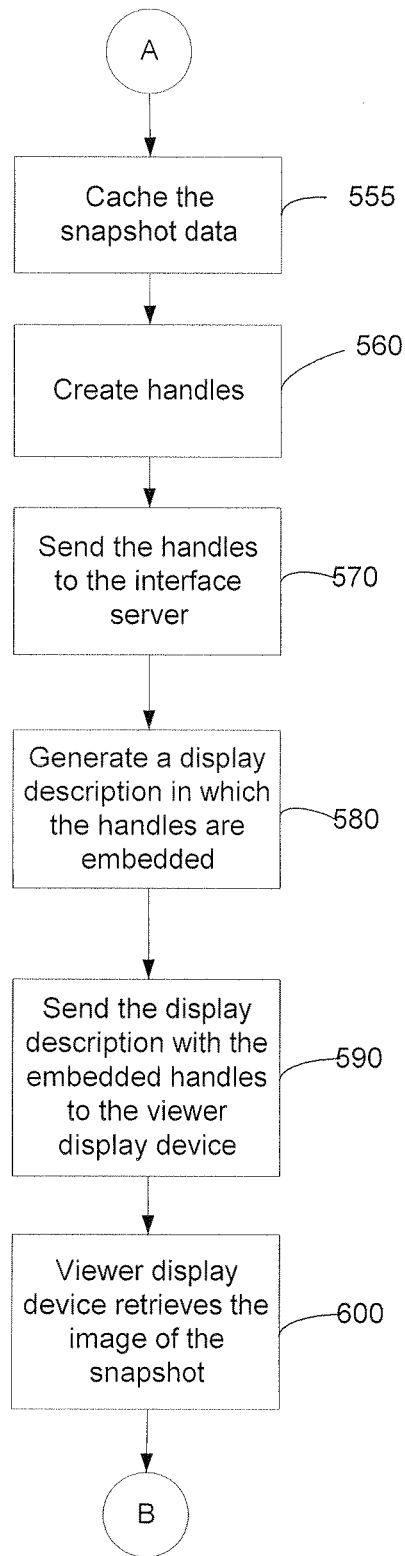 A
Cache the
snapshot data
555
Create handles
560
Send the handles
to the interface
server
570
Generate a display
description in which
the handles are
embedded
580
Send the display
description with the
embedded handles
to the viewer
display device
590
Viewer display
device retrieves the
image of the
snapshot
600
B